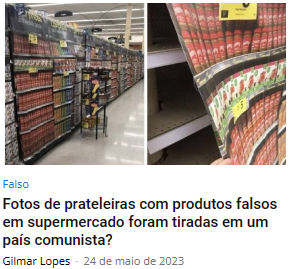 Falso
Fotos de prateleiras com produtos falsos
em supermercado foram tiradas em um
país comunista?
Gilmar Lopes - 24 de maio de 2023